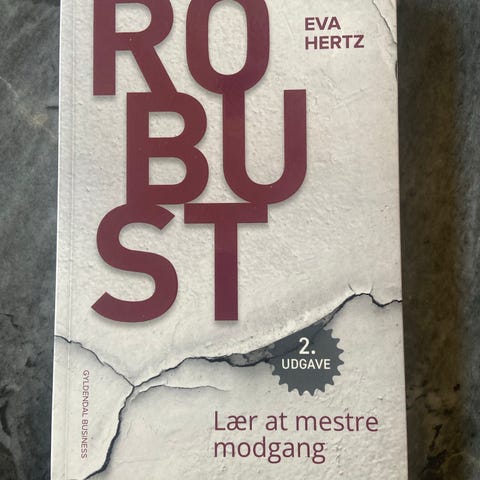 RO
BU
ST
EVA
HERTZ
2.
UDGAVE
Lær at mestre
modgang
GYLDENDAL BUSINESS